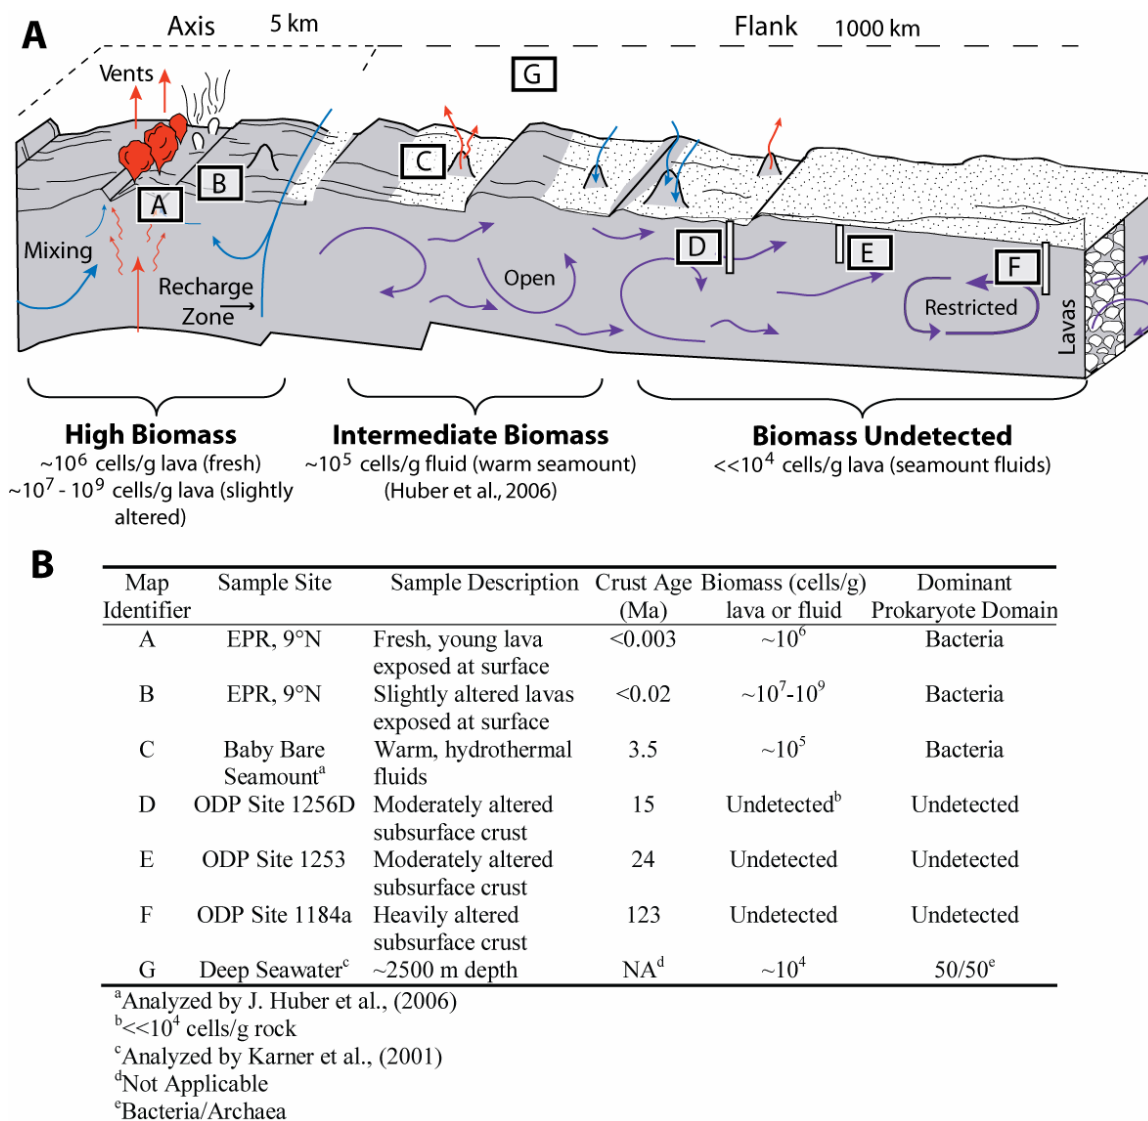 A
Axis 5 km
Flank 1000 km
G
Vents
C
B
A
D
E
F
Mixing
Open
Recharge
Zone
Restricted
Lavas
High Biomass
~10⁶ cells/g lava (fresh)
~10⁷ - 10⁹ cells/g lava (slightly
altered)
Intermediate Biomass
~10⁵ cells/g fluid (warm seamount)
(Huber et al., 2006)
Biomass Undetected
<<10⁴ cells/g lava (seamount fluids)
B
Map Sample Site Sample Description Crust Age Biomass (cells/g) Dominant
Identifier (Ma) lava or fluid Prokaryote Domain
A EPR, 9°N Fresh, young lava <0.003 ~10⁶ Bacteria
exposed at surface
B EPR, 9°N Slightly altered lavas <0.02 ~10⁷-10⁹ Bacteria
exposed at surface
C Baby Bare Warm, hydrothermal 3.5 ~10⁵ Bacteria
Seamountᵃ fluids
D ODP Site 1256D Moderately altered 15 Undetectedᵇ Undetected
subsurface crust
E ODP Site 1253 Moderately altered 24 Undetected Undetected
subsurface crust
F ODP Site 1184a Heavily altered 123 Undetected Undetected
subsurface crust
G Deep Seawaterᶜ ~2500 m depth NAᵈ ~10⁴ 50/50ᵉ
ᵃAnalyzed by J. Huber et al., (2006)
ᵇ<<10⁴ cells/g rock
ᶜAnalyzed by Karner et al., (2001)
ᵈNot Applicable
ᵉBacteria/Archaea